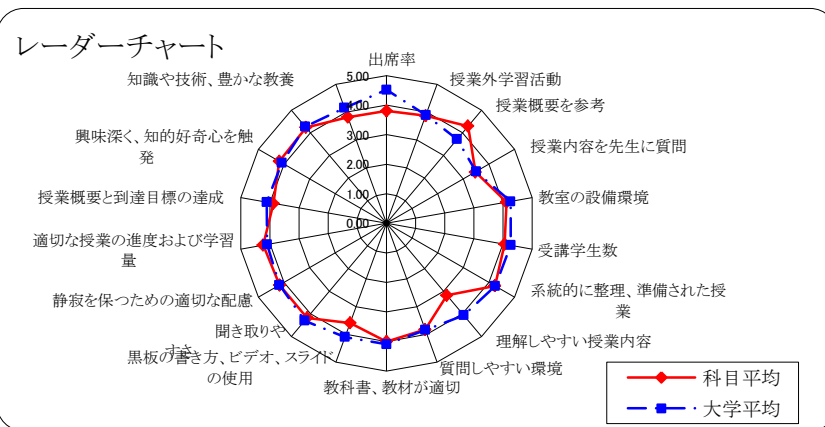 レーダーチャート
出席率
授業外学習活動
授業概要を参考
授業内容を先生に質問
教室の設備環境
受講学生数
系統的に整理、準備された授
業
理解しやすい授業内容
質問しやすい環境
教科書、教材が適切
黒板の書き方、ビデオ、スライド
の使用
聞き取りや
すさ
静寂を保つための適切な配慮
適切な授業の進度および学習
量
授業概要と到達目標の達成
興味深く、知的好奇心を触
発
知識や技術、豊かな教養
5.00
4.00
3.00
2.00
1.00
0.00
科目平均
大学平均